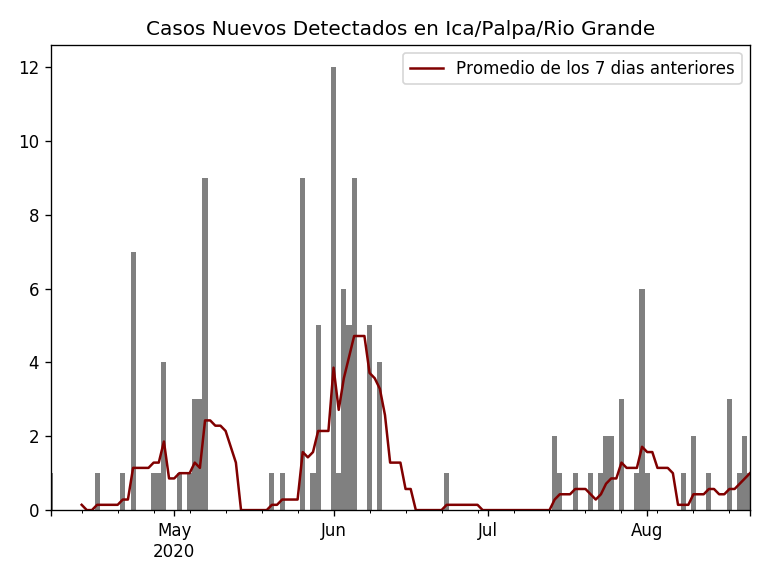 Casos Nuevos Detectados en Ica/Palpa/Rio Grande
Promedio de los 7 dias anteriores
12
10
8
6
4
2
0
May
2020
Jun
Jul
Aug